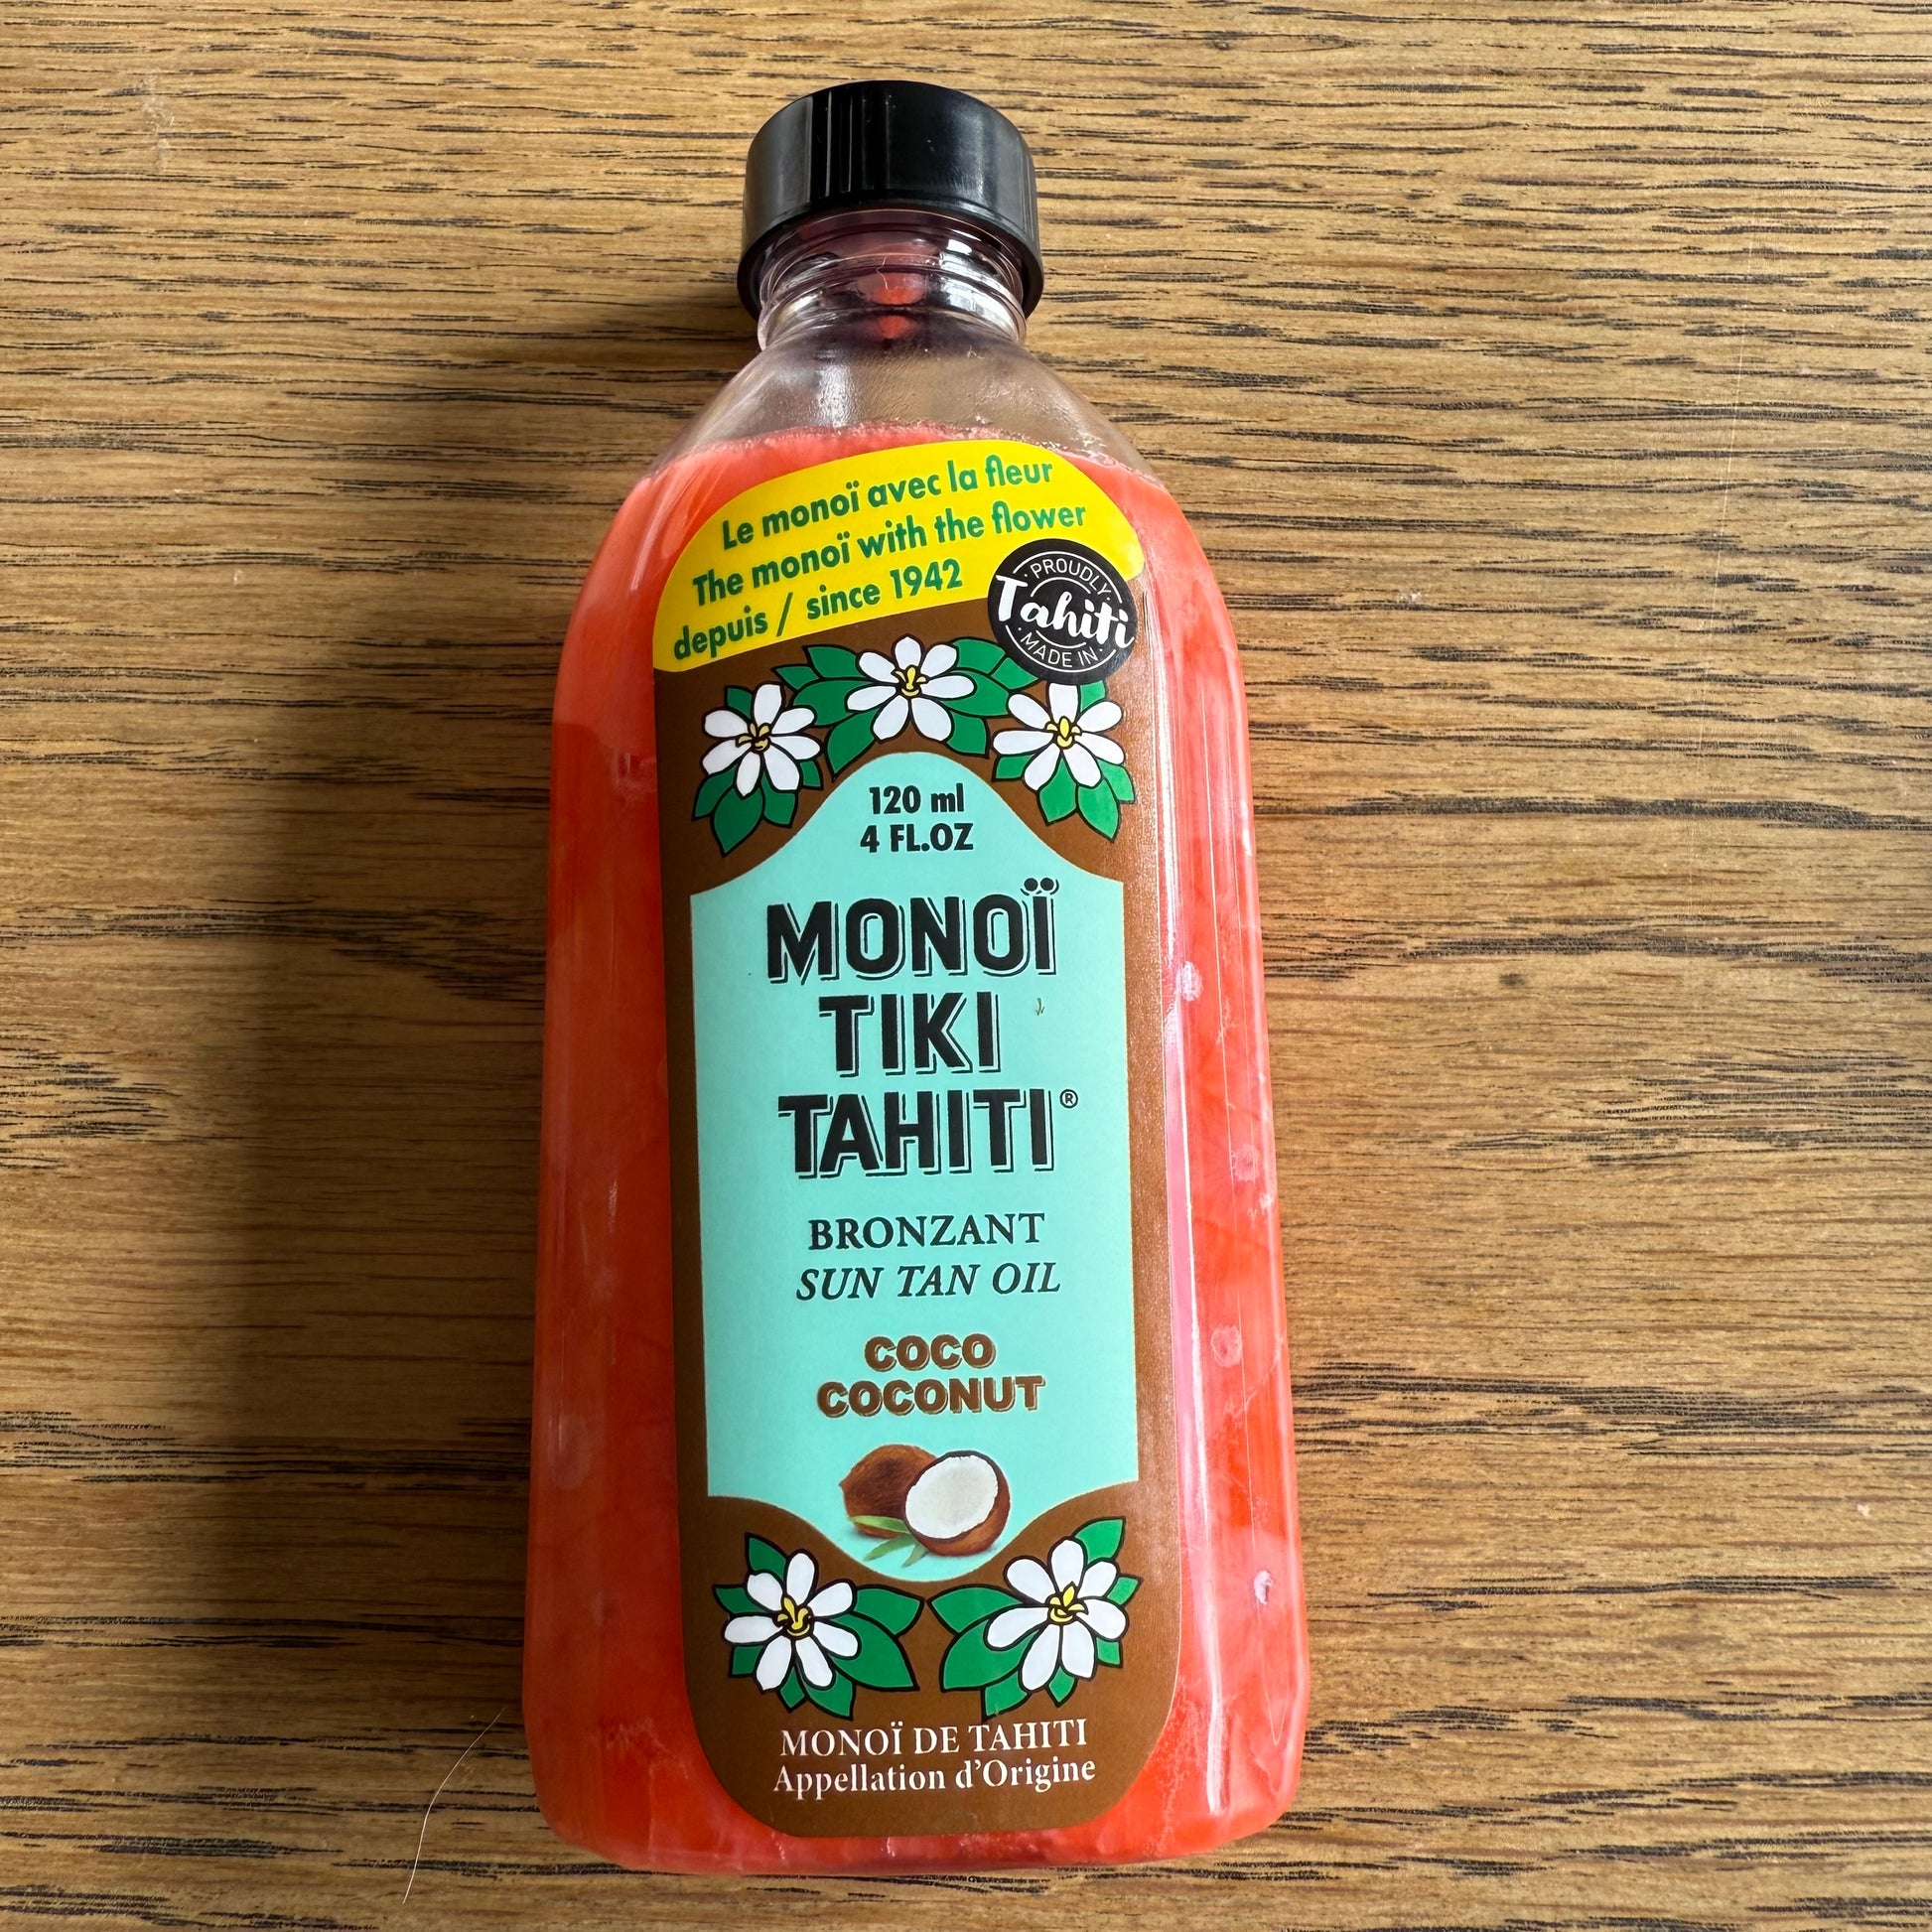 Le monoï avec la fleur
The monoï with the flower
depuis / since 1942
PROUDLY
Tahiti
MADE IN
120 ml
4 FL.OZ
MONOÏ
TIKI
TAHITI®
BRONZANT
SUN TAN OIL
COCO
COCONUT
MONOÏ DE TAHITI
Appellation d'Origine